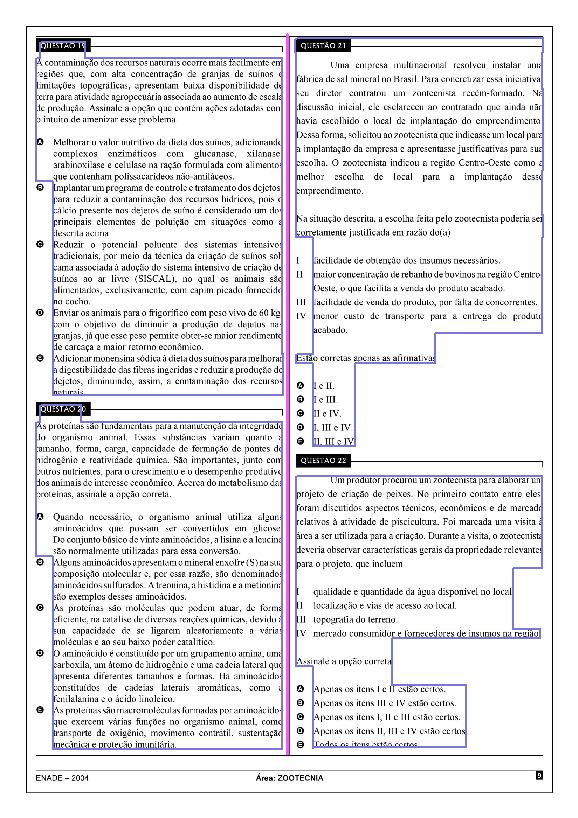 QUESTÃO 19
A contaminação dos recursos naturais ocorre mais facilmente em
regiões que, com alta concentração de granjas de suínos e
limitações topográficas, apresentam baixa disponibilidade de
terra para atividade agropecuária associada ao aumento de escala
de produção. Assinale a opção que contém ações adotadas com
o intuito de amenizar esse problema.
A Melhorar o valor nutritivo da dieta dos suínos, adicionando
complexos enzimáticos com glucanase, xilanase,
arabinoxilase e celulase na ração formulada com alimentos
que contenham polissacarídeos não-amiláceos.
B Implantar um programa de controle e tratamento dos dejetos
para reduzir a contaminação dos recursos hídricos, pois o
cálcio presente nos dejetos de suíno é considerado um dos
principais elementos de poluição em situações como a
descrita acima.
C Reduzir o potencial poluente dos sistemas intensivos
tradicionais, por meio da técnica da criação de suínos sob
cama associada à adoção do sistema intensivo de criação de
suínos ao ar livre (SISCAL), no qual os animais são
alimentados, exclusivamente, com capim picado fornecido
no cocho.
D Enviar os animais para o frigorífico com peso vivo de 60 kg,
com o objetivo de diminuir a produção de dejetos nas
granjas, já que esse peso permite obter-se maior rendimento
de carcaça e maior retorno econômico.
E Adicionar monensina sódica à dieta dos suínos para melhorar
a digestibilidade das fibras ingeridas e reduzir a produção de
dejetos, diminuindo, assim, a contaminação dos recursos
naturais.
QUESTÃO 20
As proteínas são fundamentais para a manutenção da integridade
do organismo animal. Essas substâncias variam quanto a
tamanho, forma, carga, capacidade de formação de pontes de
hidrogênio e reatividade química. São importantes, junto com
outros nutrientes, para o crescimento e o desempenho produtivo
dos animais de interesse econômico. Acerca do metabolismo das
proteínas, assinale a opção correta.
A Quando necessário, o organismo animal utiliza alguns
aminoácidos que possam ser convertidos em glicose.
Do conjunto básico de vinte aminoácidos, a lisina e a leucina
são normalmente utilizadas para essa conversão.
B Alguns aminoácidos apresentam o mineral enxofre (S) na sua
composição molecular e, por essa razão, são denominados
aminoácidos sulfurados. A treonina, a histidina e a metionina
são exemplos desses aminoácidos.
C As proteínas são moléculas que podem atuar, de forma
eficiente, na catálise de diversas reações químicas, devido à
sua capacidade de se ligarem aleatoriamente a várias
moléculas e ao seu baixo poder catalítico.
D O aminoácido é constituído por um grupamento amina, uma
carboxila, um átomo de hidrogênio e uma cadeia lateral que
apresenta diferentes tamanhos e formas. Há aminoácidos
constituídos de cadeias laterais aromáticas, como a
fenilalanina e o ácido linoleico.
E As proteínas são macromoléculas formadas por aminoácidos
que exercem várias funções no organismo animal, como
transporte de oxigênio, movimento contrátil, sustentação
mecânica e proteção imunitária.
QUESTÃO 21
Uma empresa multinacional resolveu instalar uma
fábrica de sal mineral no Brasil. Para concretizar essa iniciativa,
seu diretor contratou um zootecnista recém-formado. Na
discussão inicial, ele esclareceu ao contratado que ainda não
havia escolhido o local de implantação do empreendimento.
Dessa forma, solicitou ao zootecnista que indicasse um local para
a implantação da empresa e apresentasse justificativas para sua
escolha. O zootecnista indicou a região Centro-Oeste como a
melhor escolha de local para a implantação desse
empreendimento.
Na situação descrita, a escolha feita pelo zootecnista poderia ser
corretamente justificada em razão do(a)
I facilidade de obtenção dos insumos necessários.
II maior concentração de rebanho de bovinos na região Centro-
Oeste, o que facilita a venda do produto acabado.
III facilidade de venda do produto, por falta de concorrentes.
IV menor custo de transporte para a entrega do produto
acabado.
Estão corretas apenas as afirmativas
A I e II.
B I e III.
C II e IV.
D I, III e IV
E II, III e IV
QUESTÃO 22
Um produtor procurou um zootecnista para elaborar um
projeto de criação de peixes. No primeiro contato entre eles,
foram discutidos aspectos técnicos, econômicos e de mercado
relativos à atividade de piscicultura. Foi marcada uma visita à
área a ser utilizada para a criação. Durante a visita, o zootecnista
deveria observar características gerais da propriedade relevantes
para o projeto, que incluem
I qualidade e quantidade da água disponível no local.
II localização e vias de acesso ao local.
III topografia do terreno.
IV mercado consumidor e fornecedores de insumos na região.
Assinale a opção correta.
A Apenas os itens I e II estão certos.
B Apenas os itens III e IV estão certos.
C Apenas os itens I, II e III estão certos.
D Apenas os itens II, III e IV estão certos.
E Todos os itens estão certos.
ENADE – 2004
Área: ZOOTECNIA
9